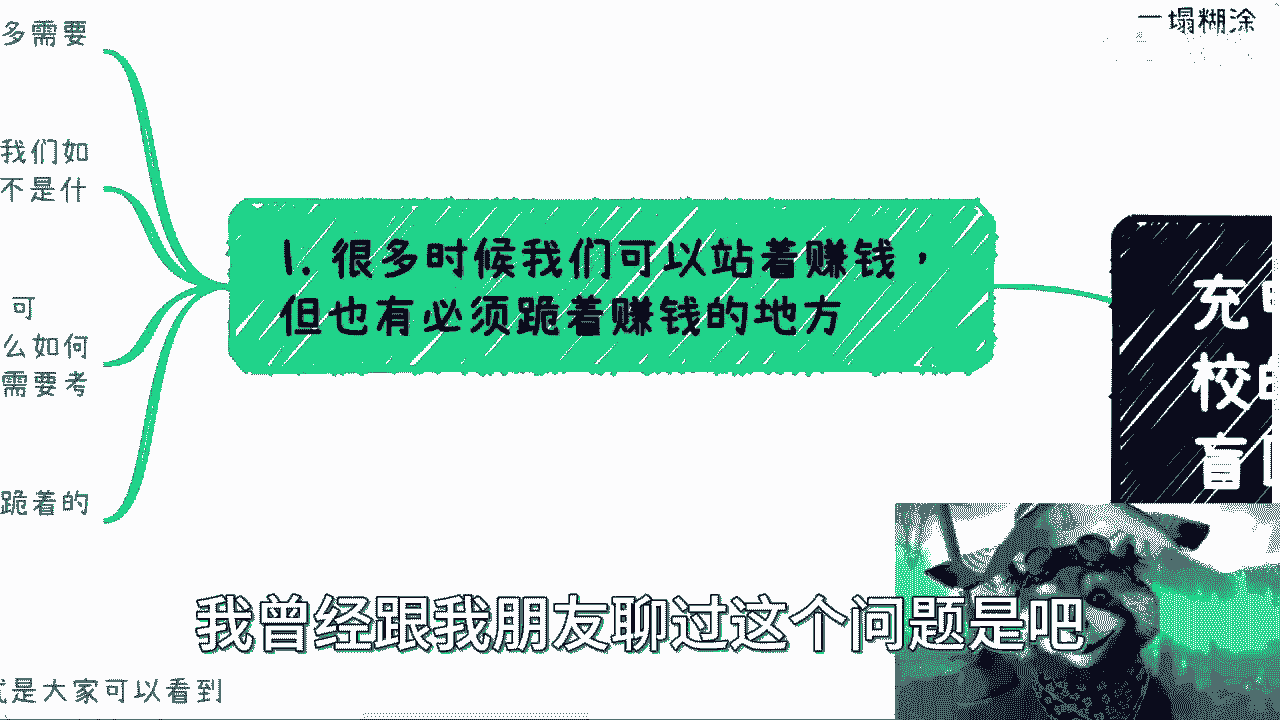 多需要
一塌糊涂
我们如
不是什
1. 很多时候我们可以站着赚钱，
但也有必须跪着赚钱的地方
可
么如何
需要考
充
校
盲
跪着的
我曾经跟我朋友聊过这个问题是吧
是大家可以看到